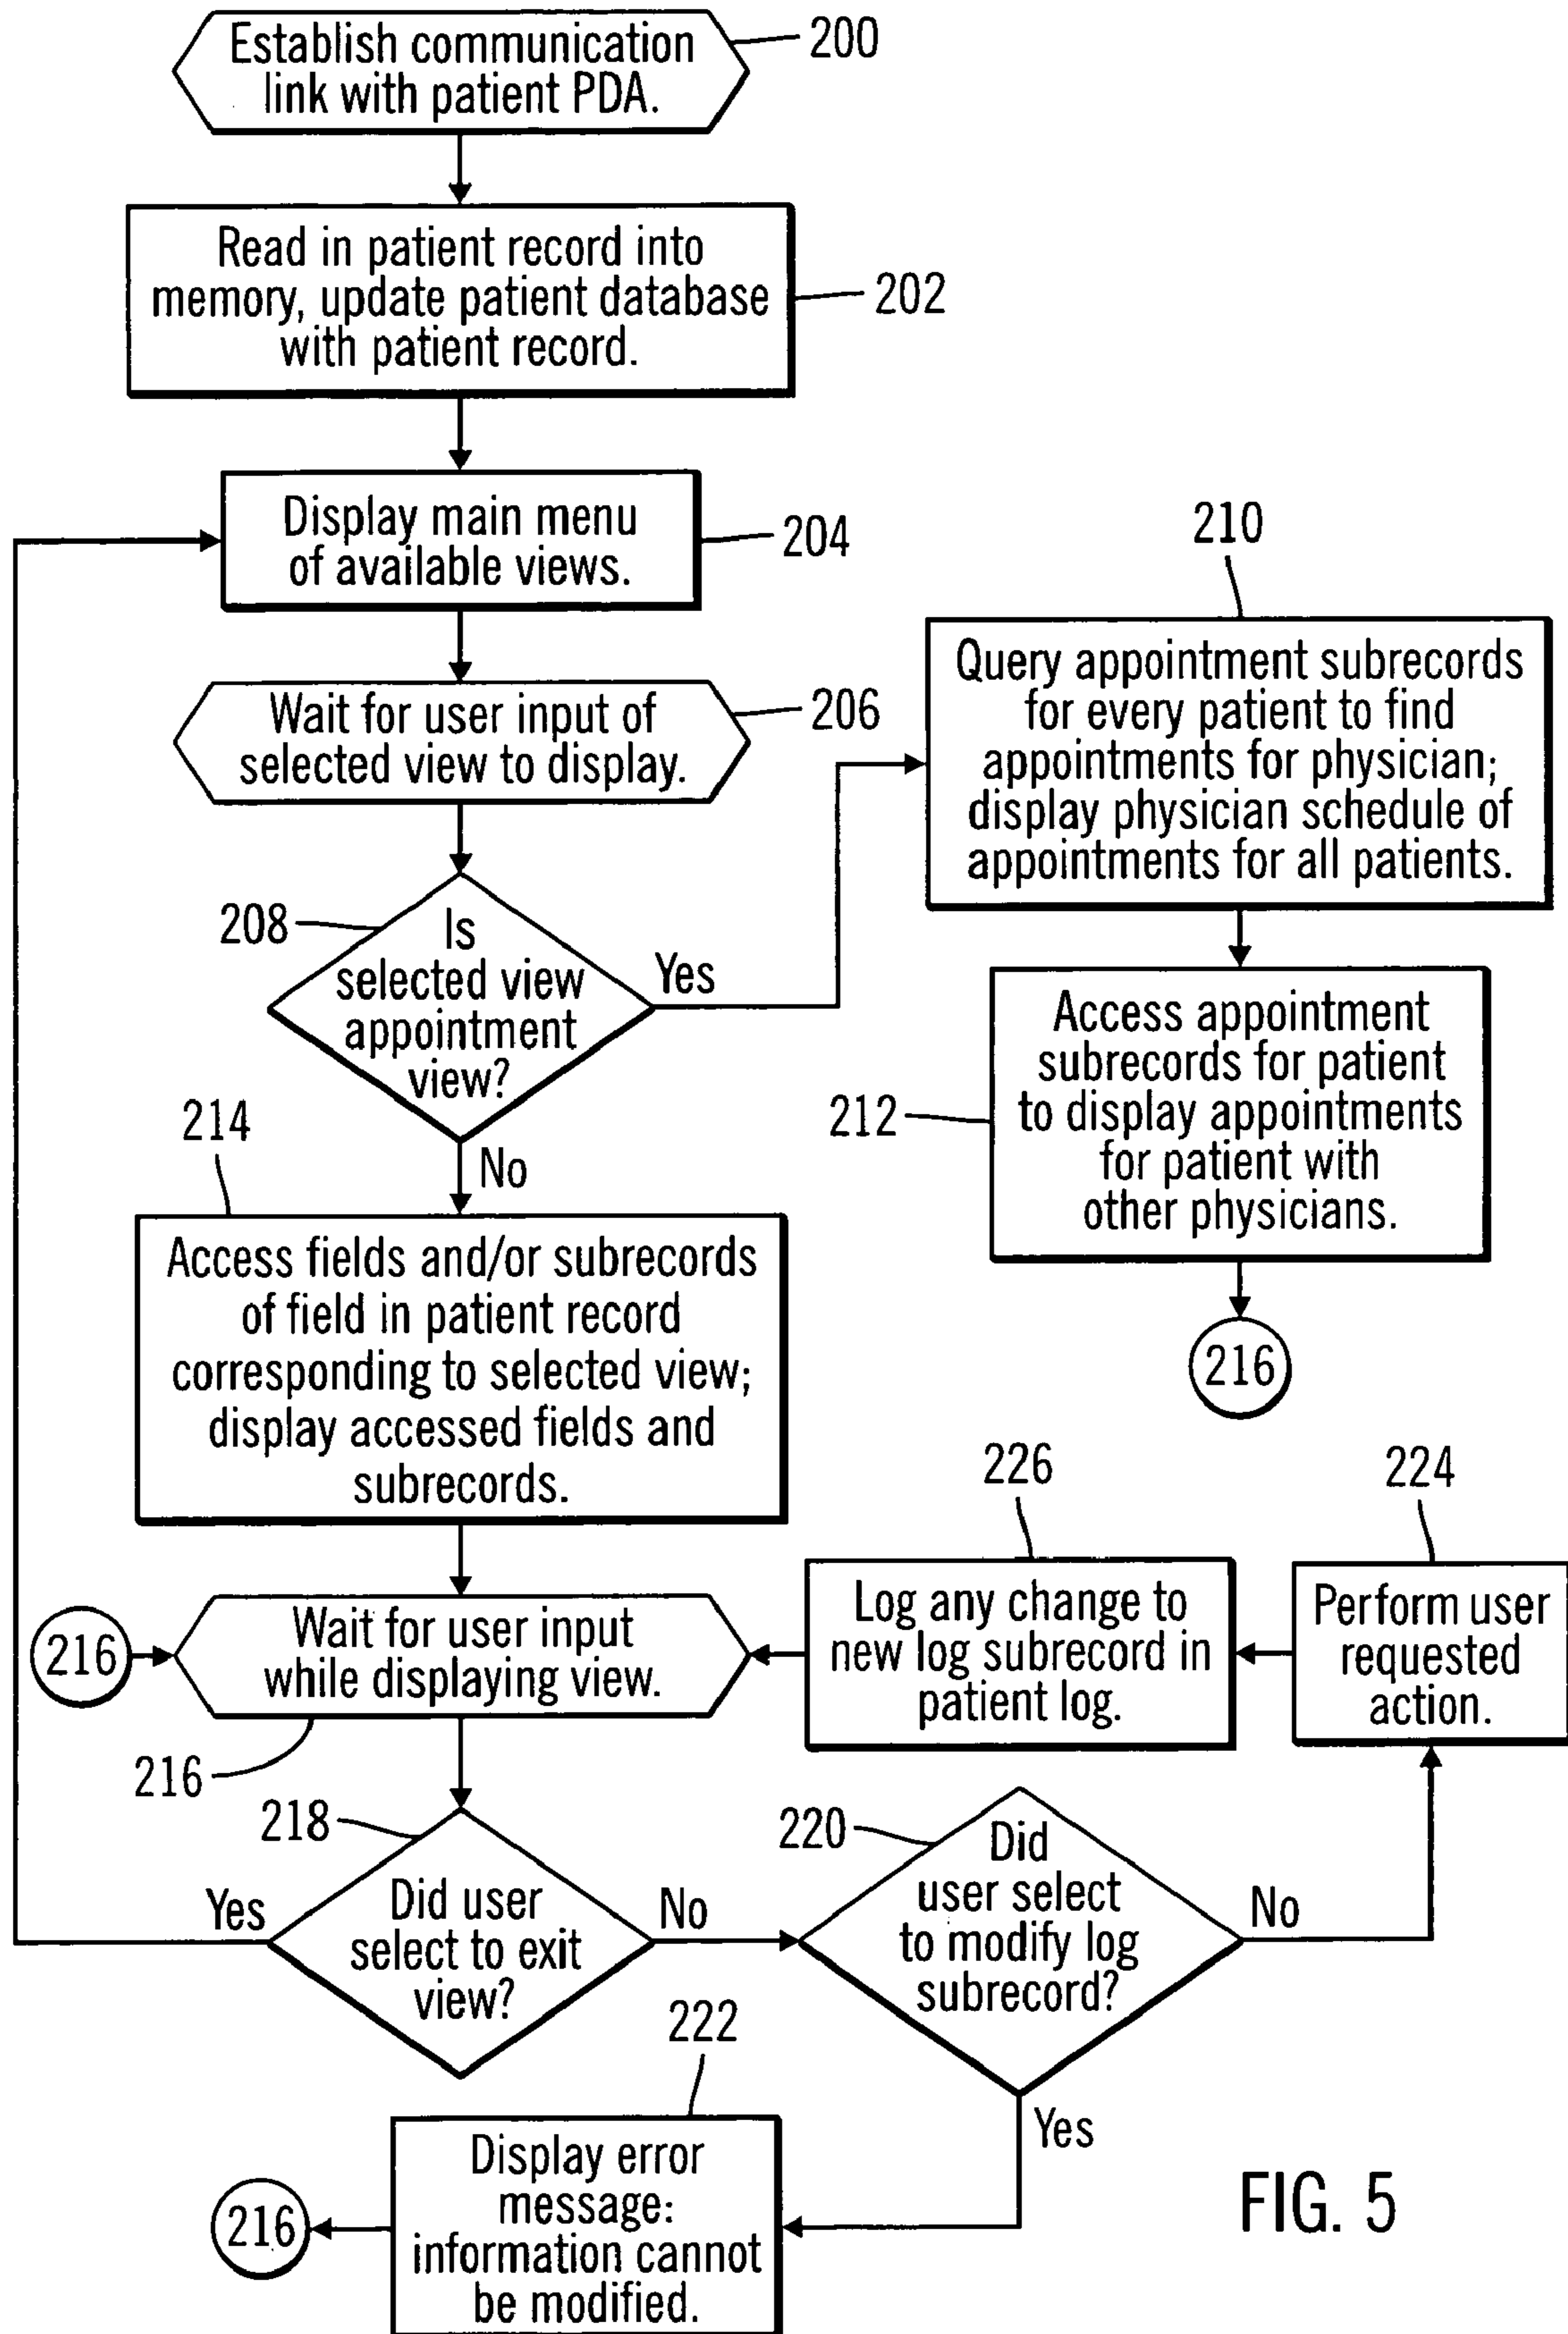 Establish communication
link with patient PDA.
200
Read in patient record into
memory, update patient database
with patient record.
202
Display main menu
of available views.
204
Wait for user input of
selected view to display.
206
208
Is
selected view
appointment
view?
Yes
No
210
Query appointment subrecords
for every patient to find
appointments for physician;
display physician schedule of
appointments for all patients.
212
Access appointment
subrecords for patient
to display appointments
for patient with
other physicians.
216
214
Access fields and/or subrecords
of field in patient record
corresponding to selected view;
display accessed fields and
subrecords.
216
Wait for user input
while displaying view.
216
226
Log any change to
new log subrecord in
patient log.
224
Perform user
requested
action.
218
Did user
select to exit
view?
Yes
No
220
Did
user select
to modify log
subrecord?
No
Yes
222
Display error
message:
information cannot
be modified.
216
FIG. 5